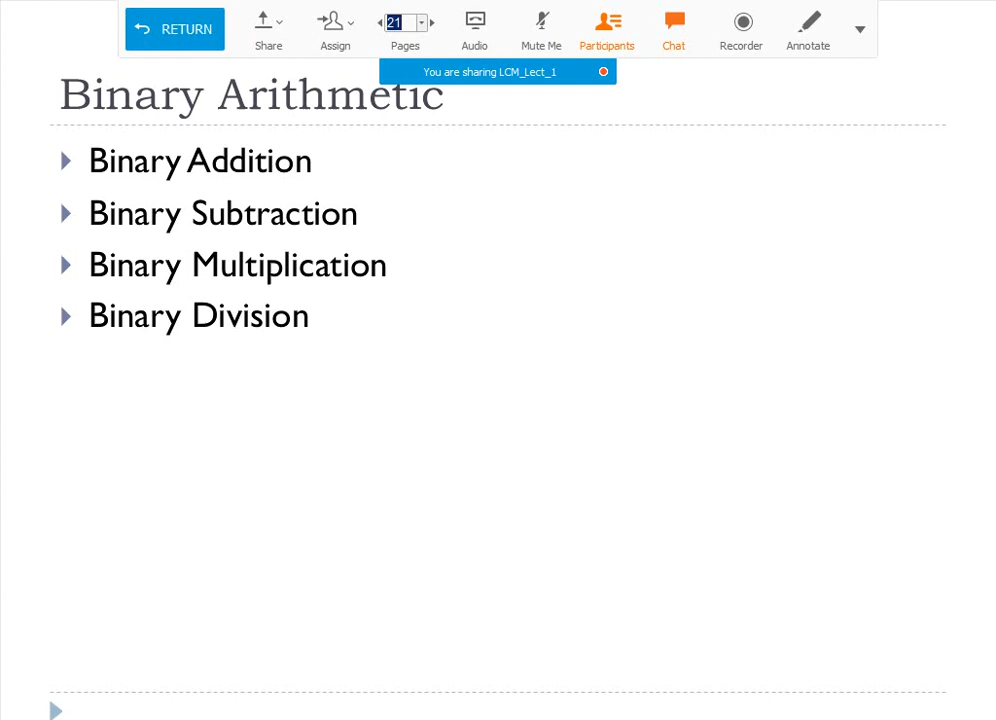 RETURN
Share
Assign
21
Pages
Audio
Mute Me
Participants
Chat
Recorder
Annotate
You are sharing LCM_Lect_1
Binary Arithmetic
Binary Addition
Binary Subtraction
Binary Multiplication
Binary Division